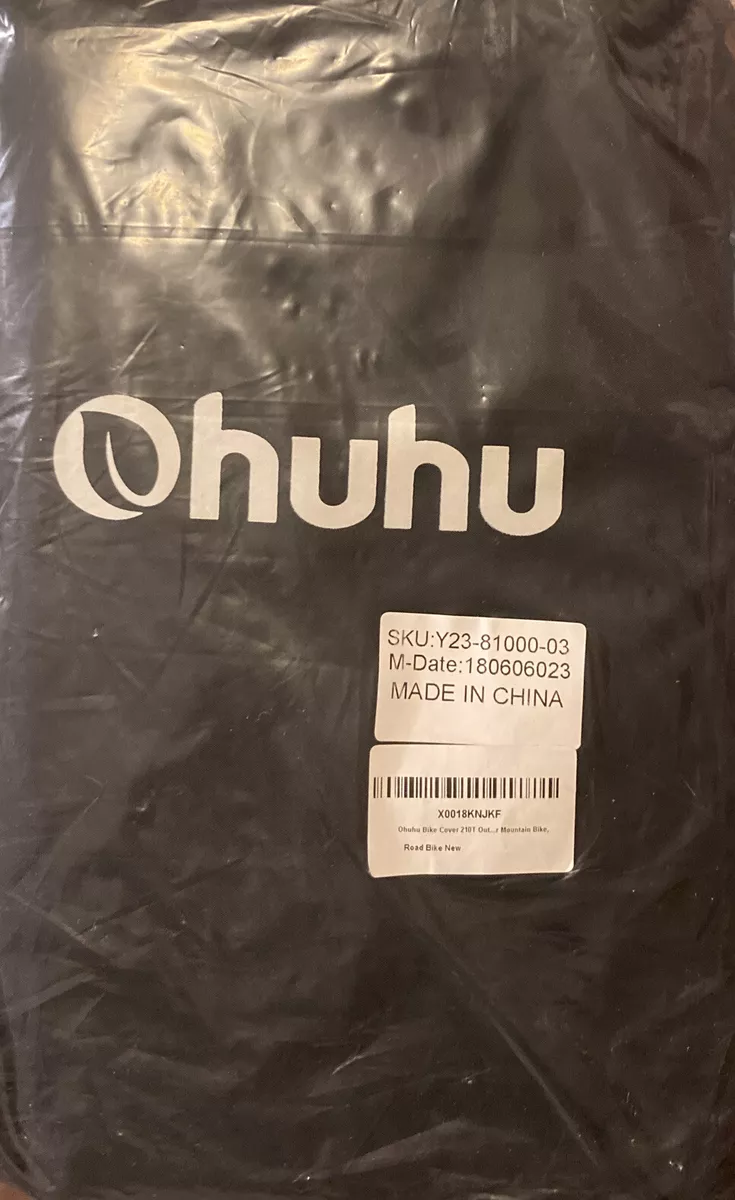 Ohuhu
SKU:Y23-81000-03
M-Date:180606023
MADE IN CHINA
X0018KNJKF
Ohuhu Bike Cover 210T Out...r Mountain Bike,
Road Bike New